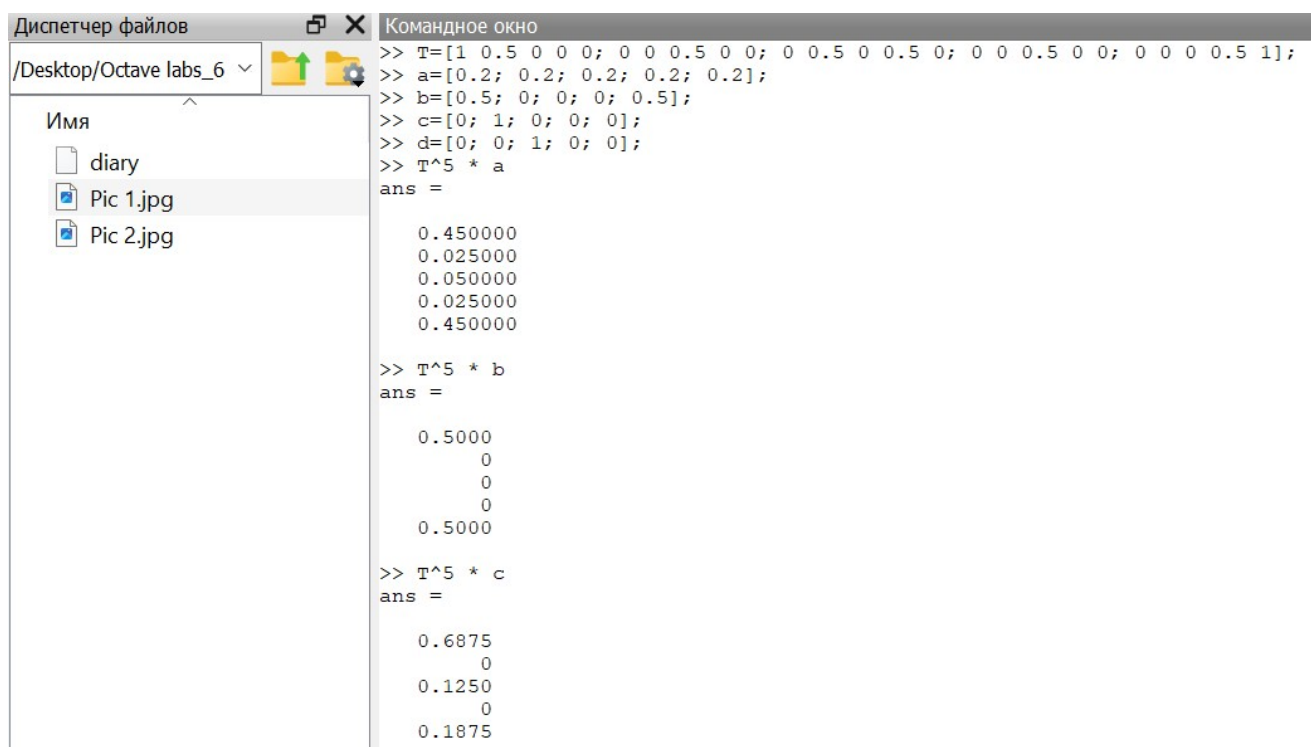 Диспетчер файлов
/Desktop/Octave labs_6
Имя
diary
Pic 1.jpg
Pic 2.jpg
Командное окно
>> T=[1 0.5 0 0 0; 0 0 0.5 0 0; 0 0.5 0 0.5 0; 0 0 0.5 0 0; 0 0 0 0.5 1];
>> a=[0.2; 0.2; 0.2; 0.2; 0.2];
>> b=[0.5; 0; 0; 0; 0.5];
>> c=[0; 1; 0; 0; 0];
>> d=[0; 0; 1; 0; 0];
>> T^5 * a
ans =
0.450000
0.025000
0.050000
0.025000
0.450000
>> T^5 * b
ans =
0.5000
0
0
0
0.5000
>> T^5 * c
ans =
0.6875
0
0.1250
0
0.1875